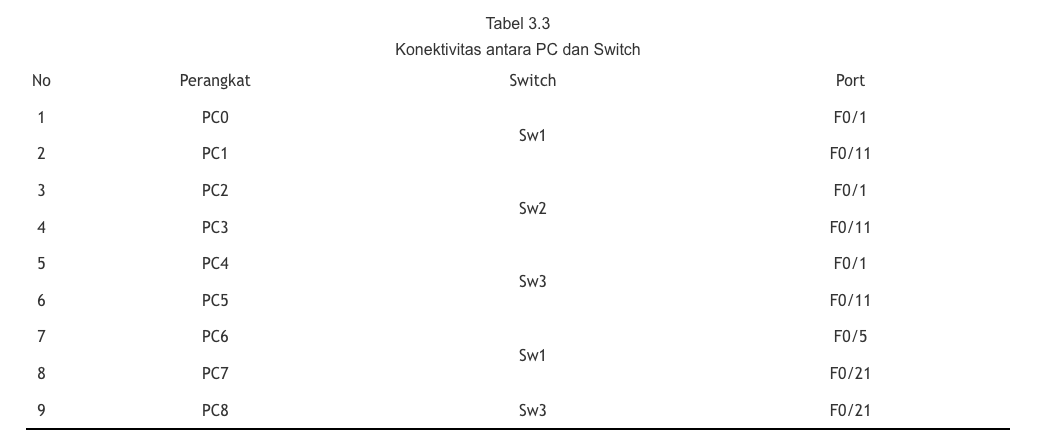 Tabel 3.3
Konektivitas antara PC dan Switch
No Perangkat Switch Port
1 PC0 Sw1 F0/1
2 PC1 F0/11
3 PC2 Sw2 F0/1
4 PC3 F0/11
5 PC4 Sw3 F0/1
6 PC5 F0/11
7 PC6 Sw1 F0/5
8 PC7 F0/21
9 PC8 Sw3 F0/21